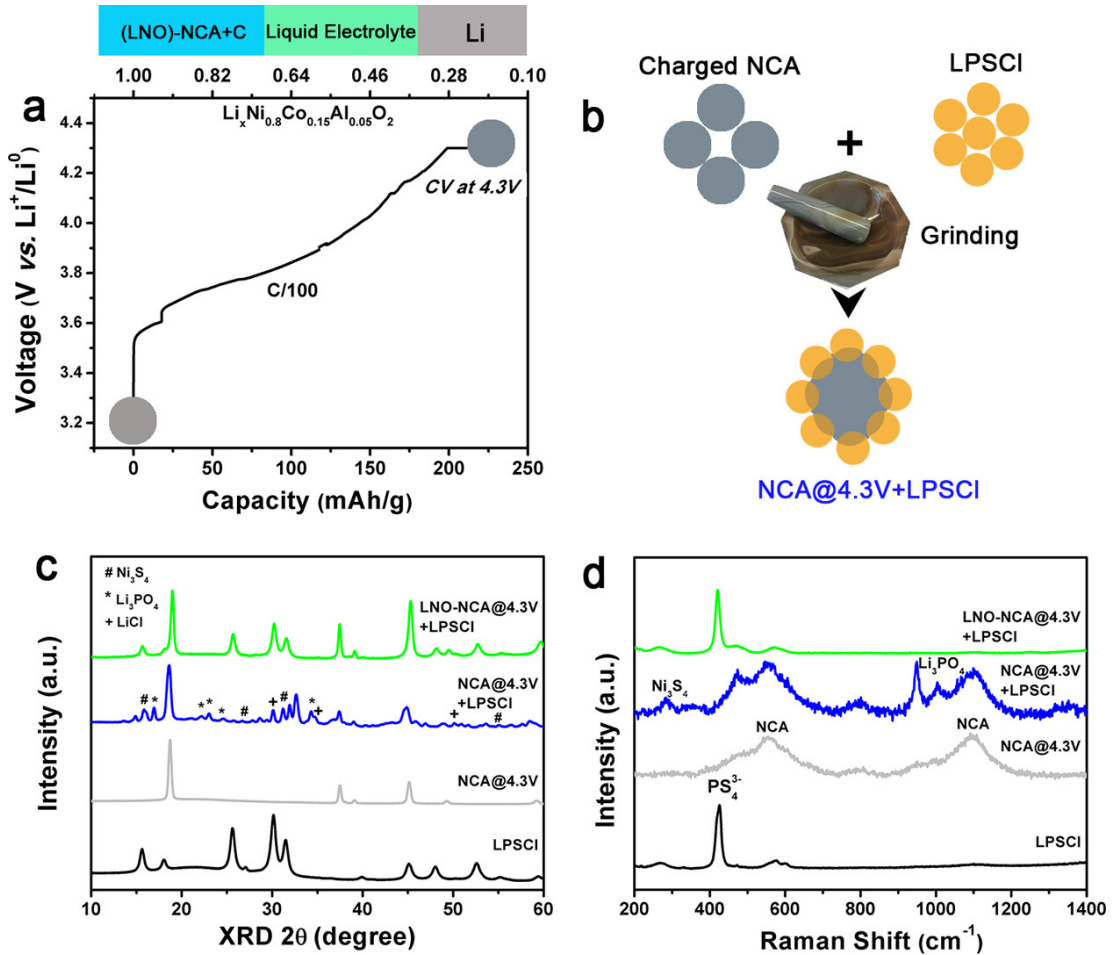 (LNO)-NCA+C
Liquid Electrolyte
Li
1.00 0.82 0.64 0.46 0.28 0.10
a
LiₓNi₀.₈Co₀.₁₅Al₀.₀₅O₂
4.4
4.2
4.0
3.8
3.6
3.4
3.2
Voltage (V vs. Li⁺/Li⁰)
CV at 4.3V
C/100
0 50 100 150 200 250
Capacity (mAh/g)
b
Charged NCA
+
LPSCl
Grinding
NCA@4.3V+LPSCl
c
# Ni₃S₄
* Li₃PO₄
+ LiCl
LNO-NCA@4.3V
+LPSCl
NCA@4.3V
+LPSCl
# * * * * # + # * + + #
NCA@4.3V
LPSCl
Intensity (a.u.)
10 20 30 40 50 60
XRD 2θ (degree)
d
LNO-NCA@4.3V
+LPSCl
Li₃PO₄
Ni₃S₄
NCA@4.3V
+LPSCl
NCA
NCA
NCA@4.3V
PS₄³⁻
LPSCl
Intensity (a.u.)
200 400 600 800 1000 1200 1400
Raman Shift (cm⁻¹)